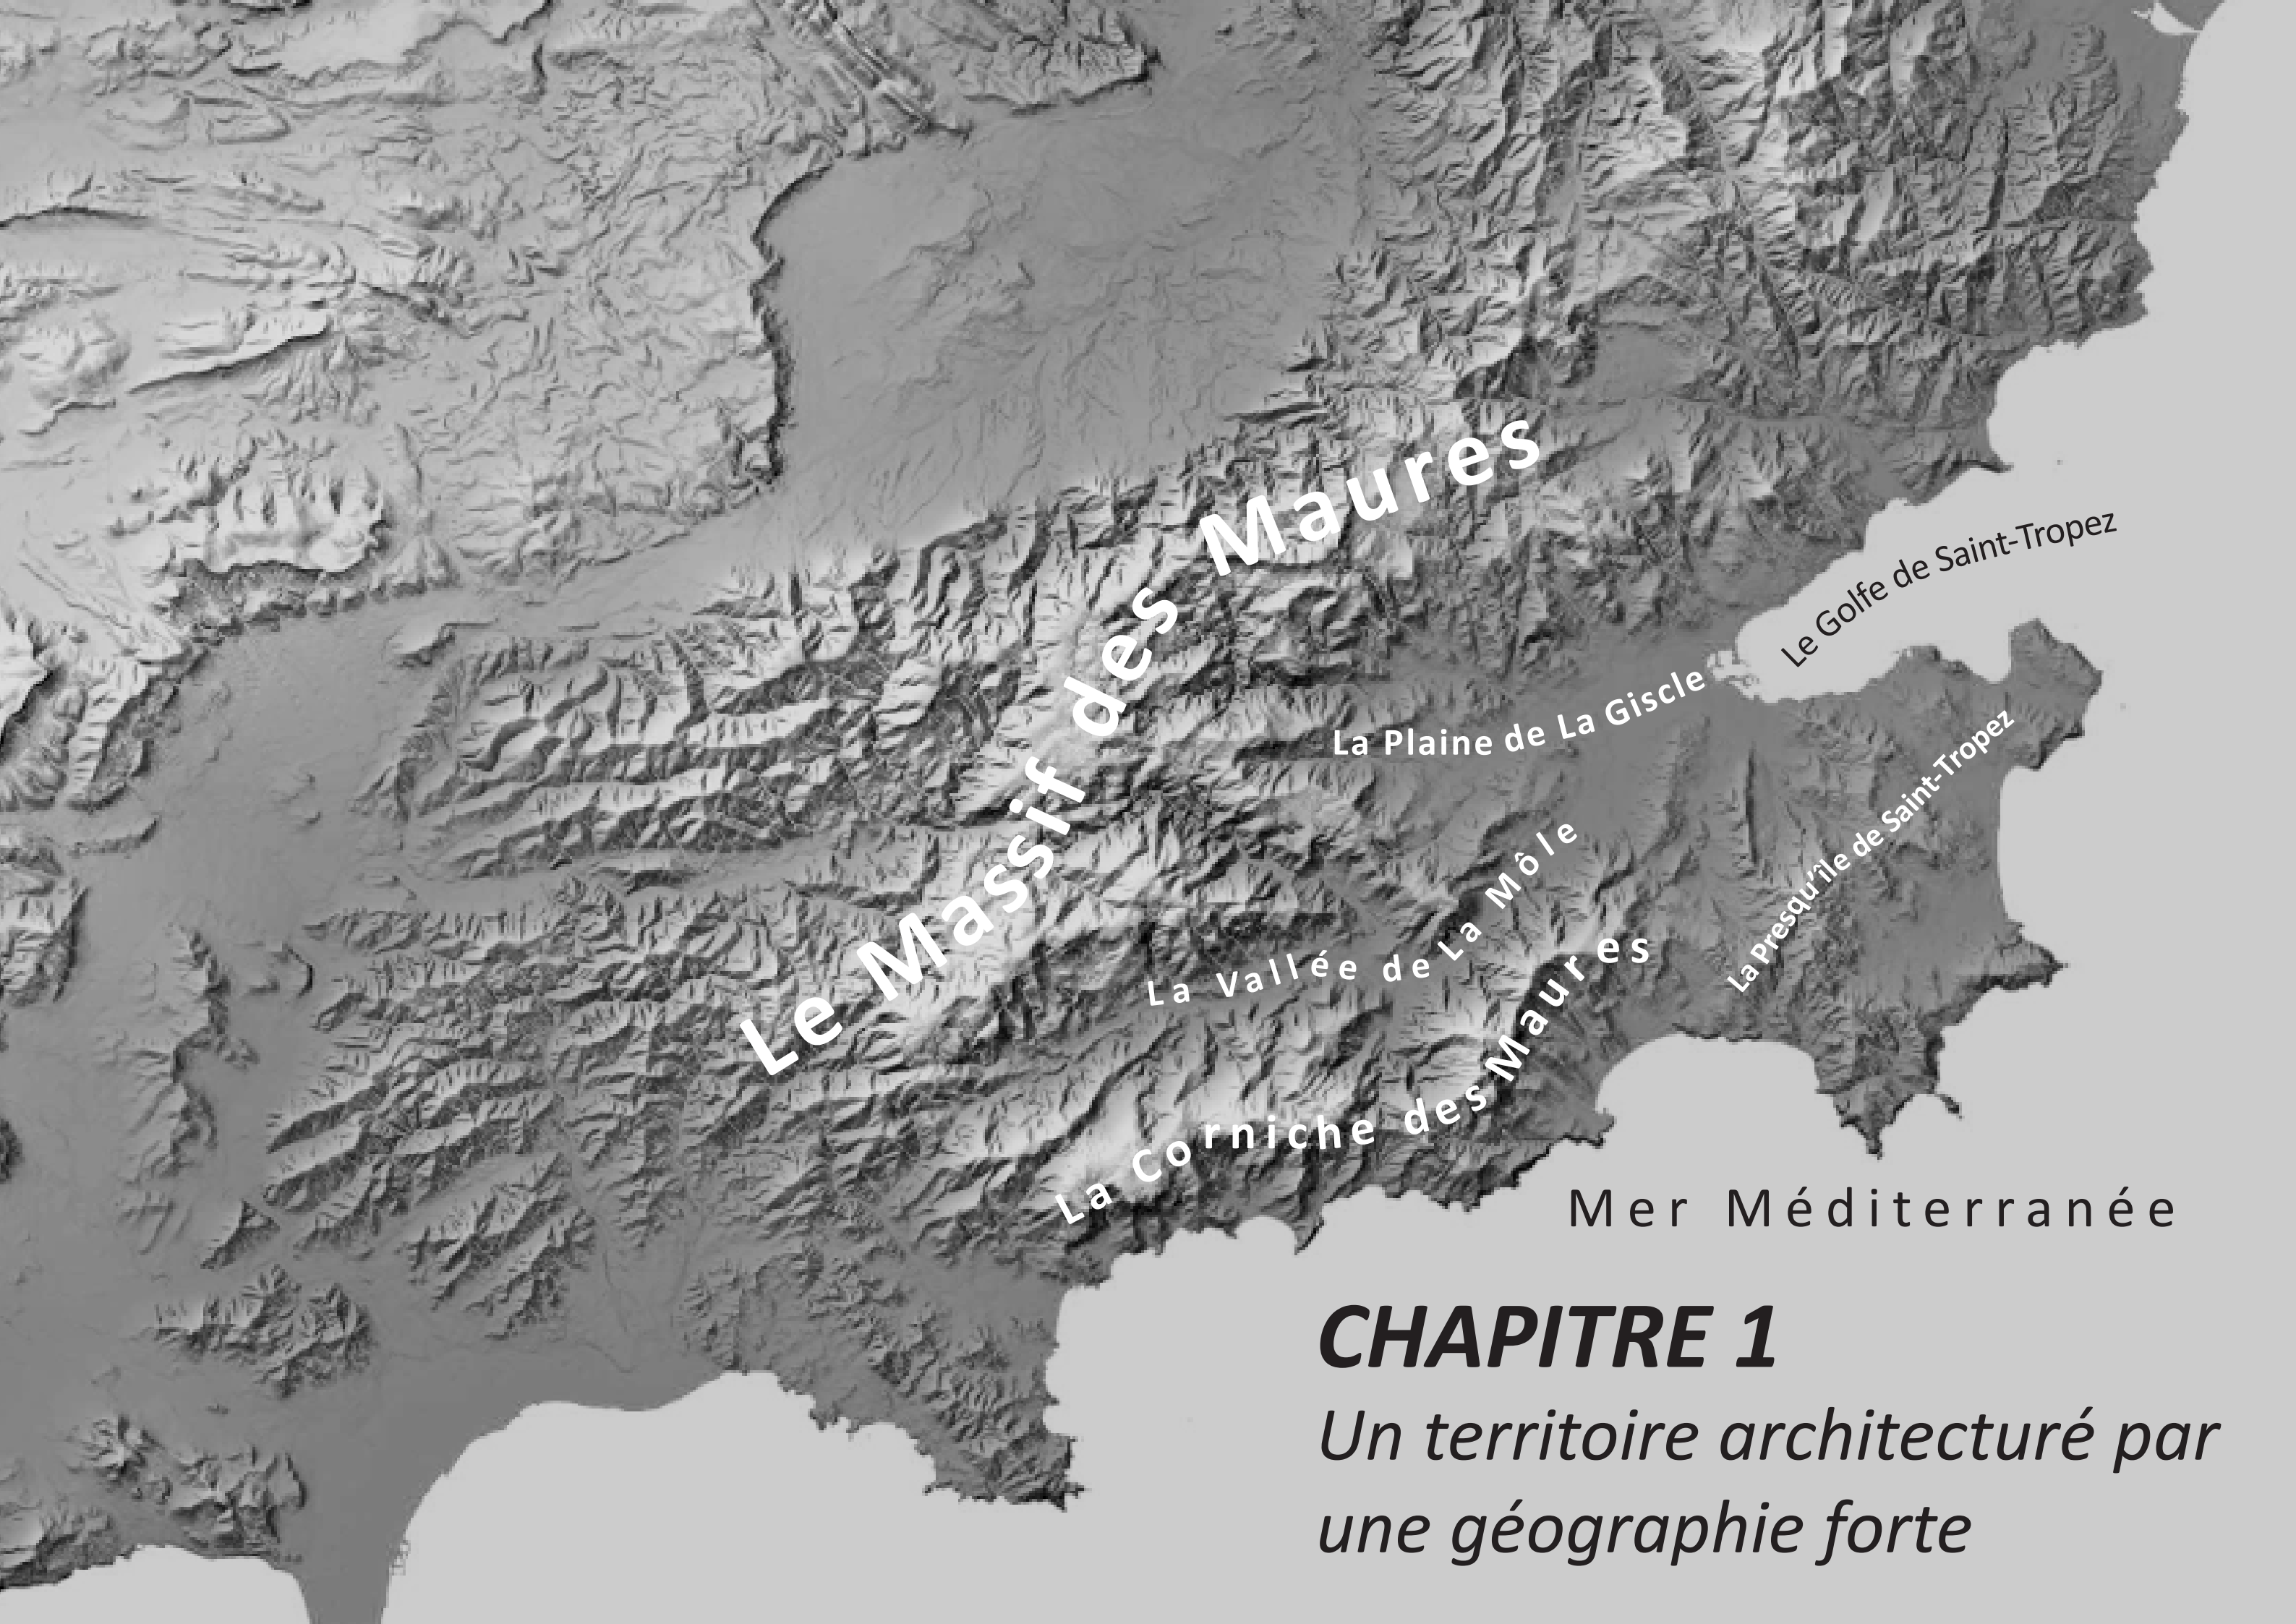 Le Massif des Maures
Le Golfe de Saint-Tropez
La Plaine de La Giscle
La Presqu'île de Saint-Tropez
La Vallée de La Môle
La Corniche des Maures
Mer Méditerranée
CHAPITRE 1
Un territoire architecturé par
une géographie forte